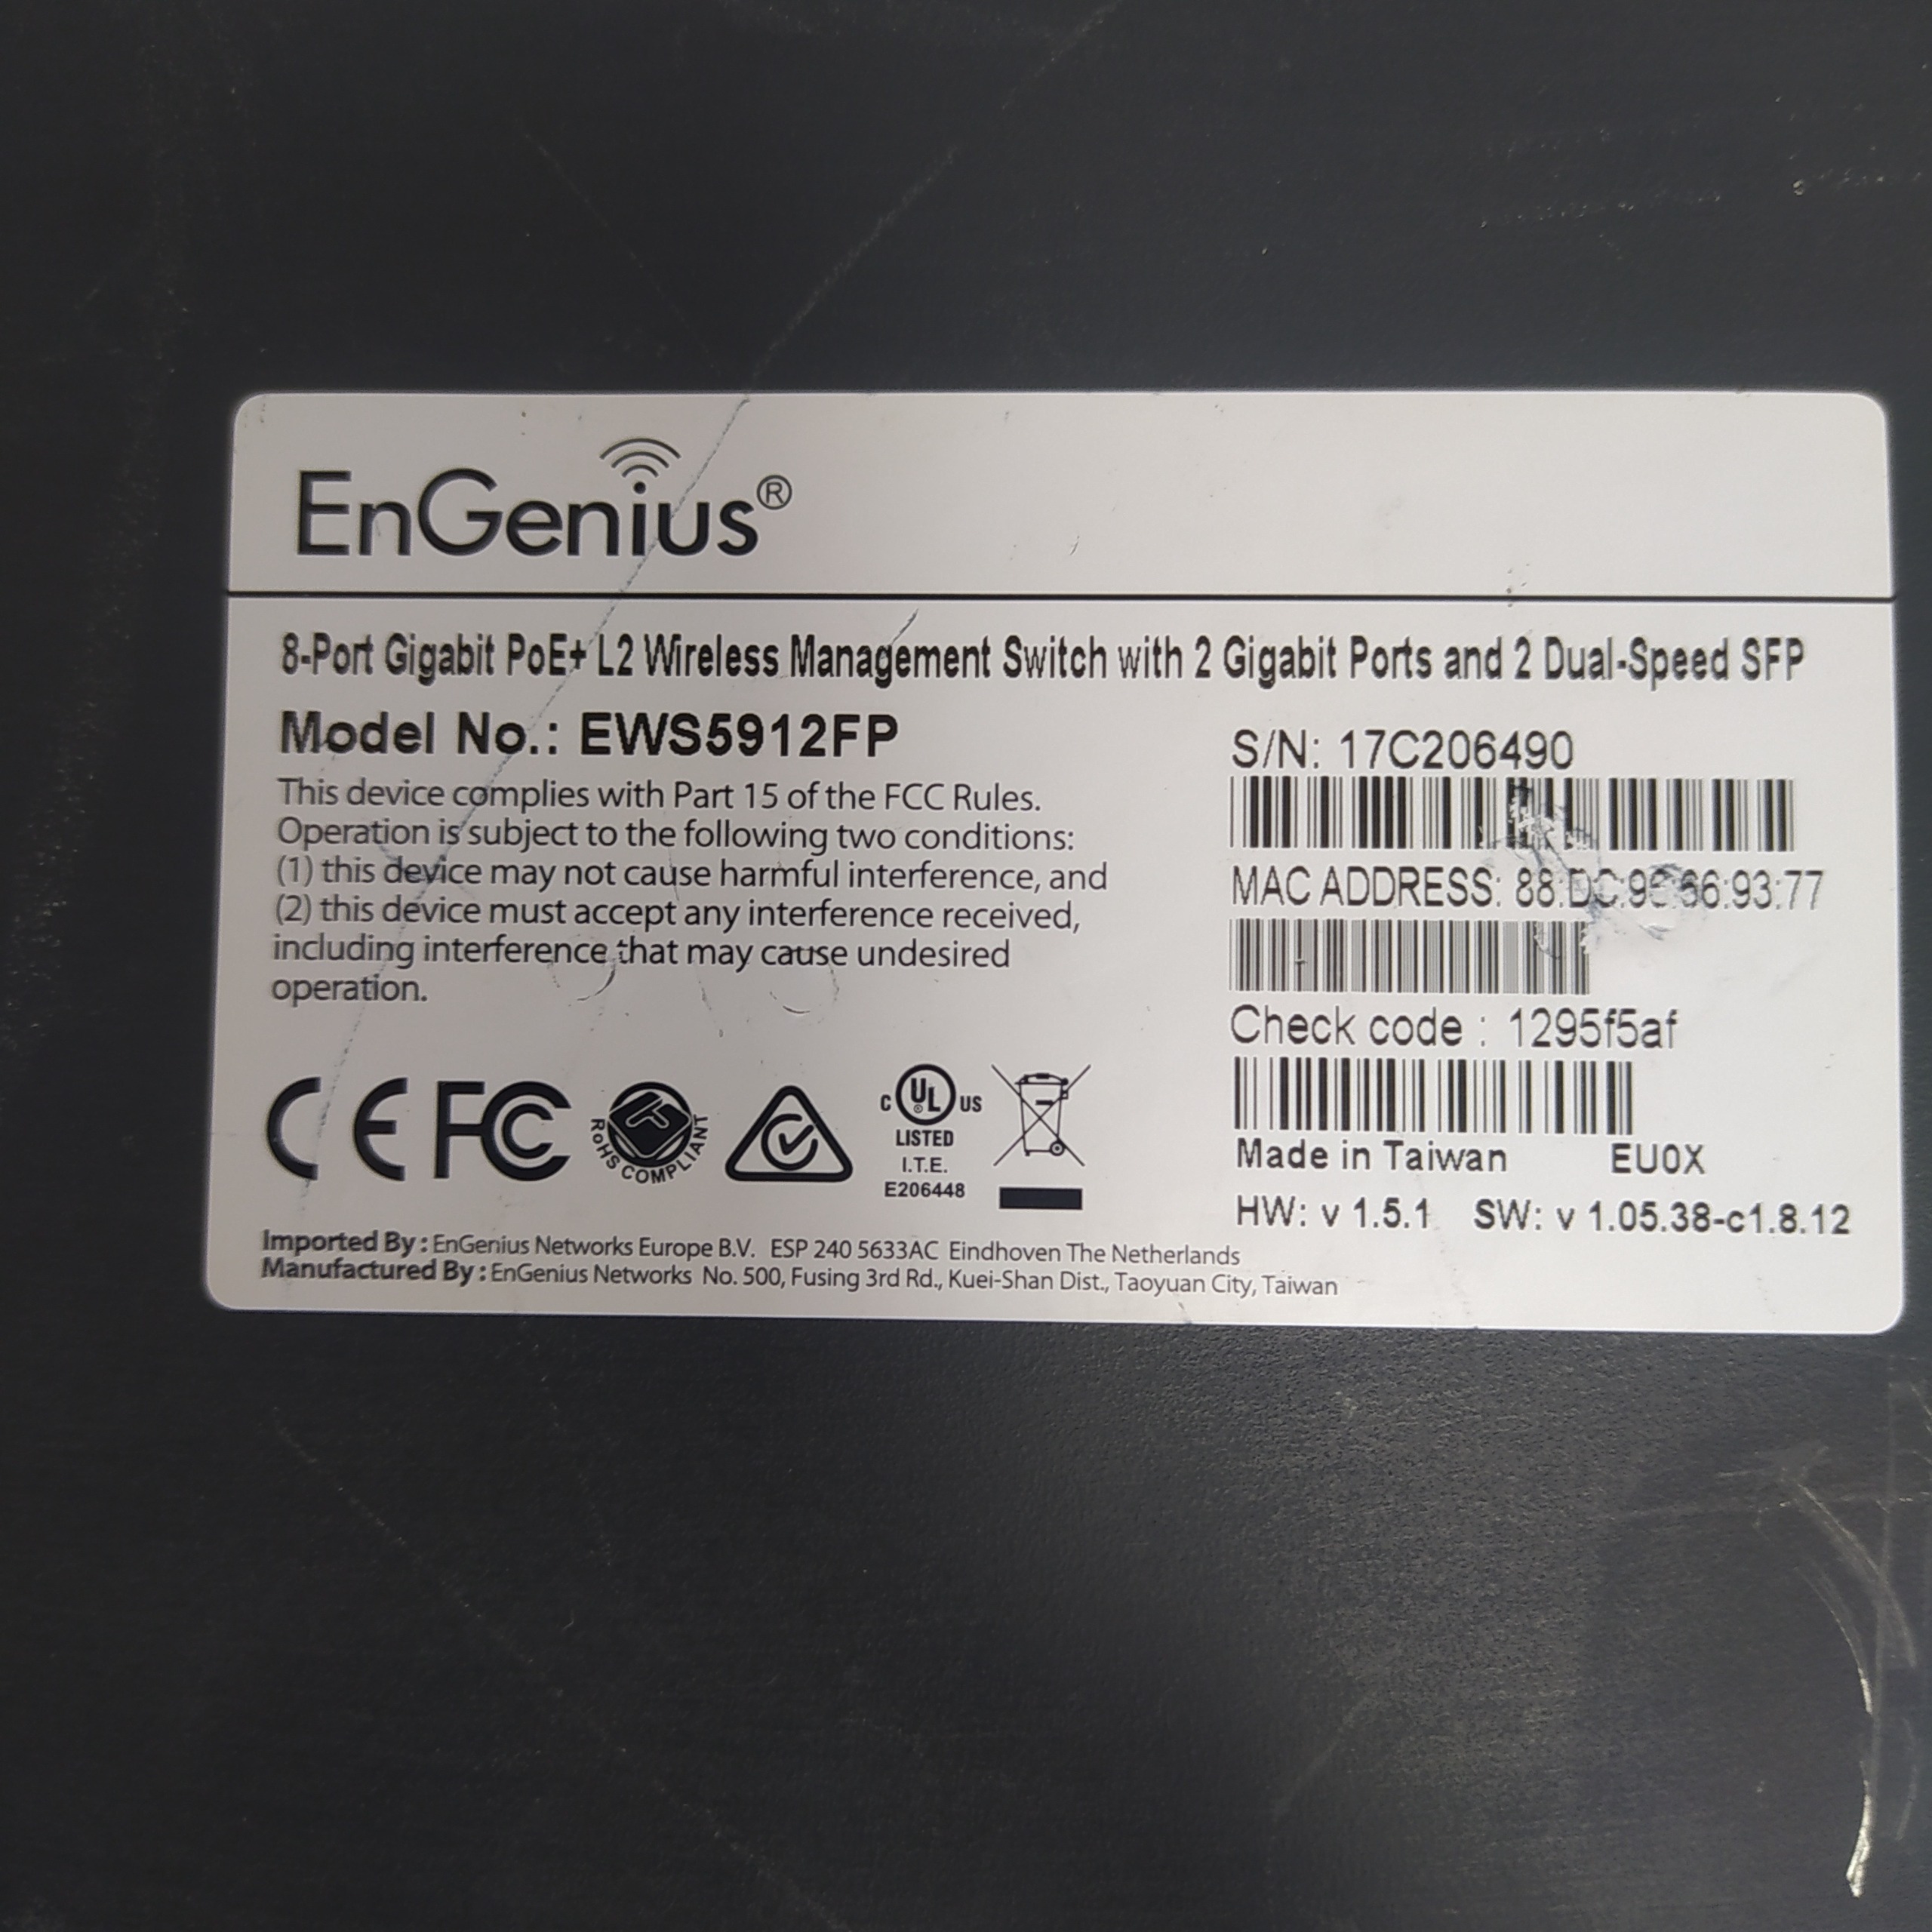 EnGenius®
8-Port Gigabit PoE+ L2 Wireless Management Switch with 2 Gigabit Ports and 2 Dual-Speed SFP
Model No.: EWS5912FP
This device complies with Part 15 of the FCC Rules.
Operation is subject to the following two conditions:
(1) this device may not cause harmful interference, and
(2) this device must accept any interference received,
including interference that may cause undesired
operation.
S/N: 17C206490
MAC ADDRESS:
Check code : 1295f5af
Made in Taiwan EU0X
HW: v 1.5.1 SW: v 1.05.38-c1.8.12
CE FC
RoHS COMPLIANT
C UL US
LISTED
I.T.E.
E206448
Imported By : EnGenius Networks Europe B.V. ESP 240 5633AC Eindhoven The Netherlands
Manufactured By : EnGenius Networks No. 500, Fusing 3rd Rd., Kuei-Shan Dist., Taoyuan City, Taiwan